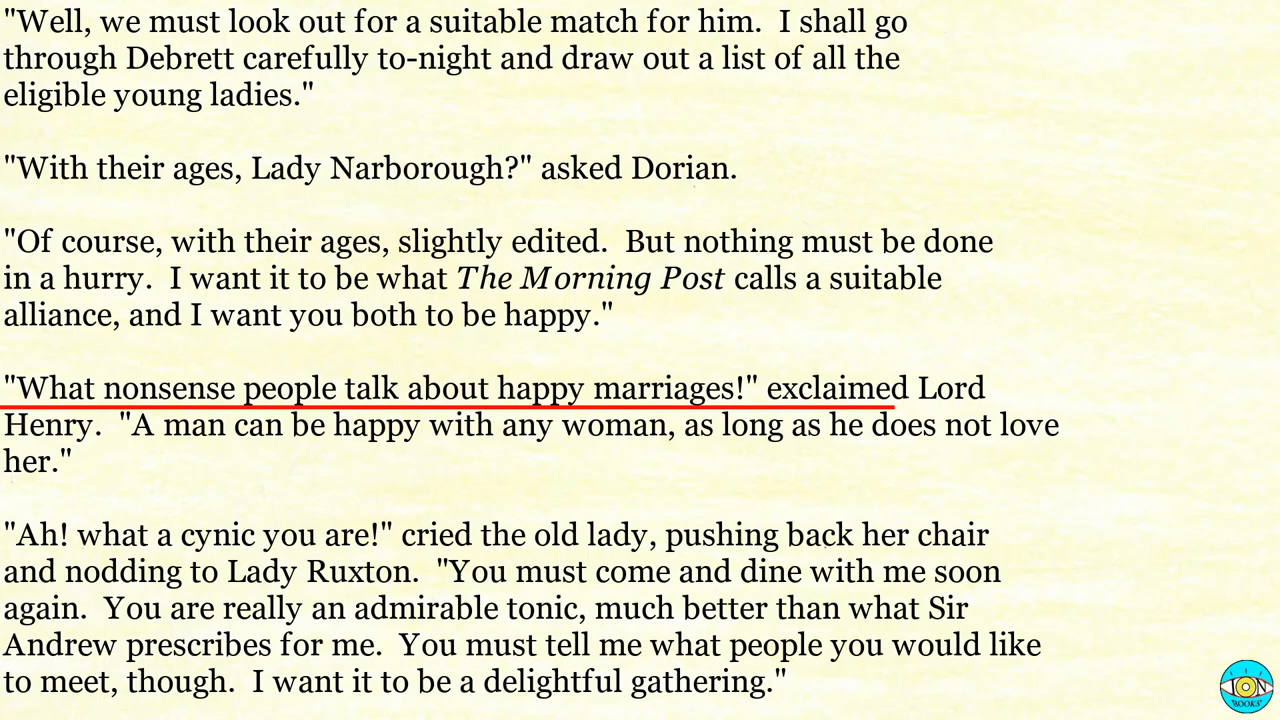 "Well, we must look out for a suitable match for him.  I shall go
through Debrett carefully to-night and draw out a list of all the
eligible young ladies."
"With their ages, Lady Narborough?" asked Dorian.
"Of course, with their ages, slightly edited.  But nothing must be done
in a hurry.  I want it to be what The Morning Post calls a suitable
alliance, and I want you both to be happy."
"What nonsense people talk about happy marriages!" exclaimed Lord
Henry.  "A man can be happy with any woman, as long as he does not love
her."
"Ah! what a cynic you are!" cried the old lady, pushing back her chair
and nodding to Lady Ruxton.  "You must come and dine with me soon
again.  You are really an admirable tonic, much better than what Sir
Andrew prescribes for me.  You must tell me what people you would like
to meet, though.  I want it to be a delightful gathering."
ION
BOOKS